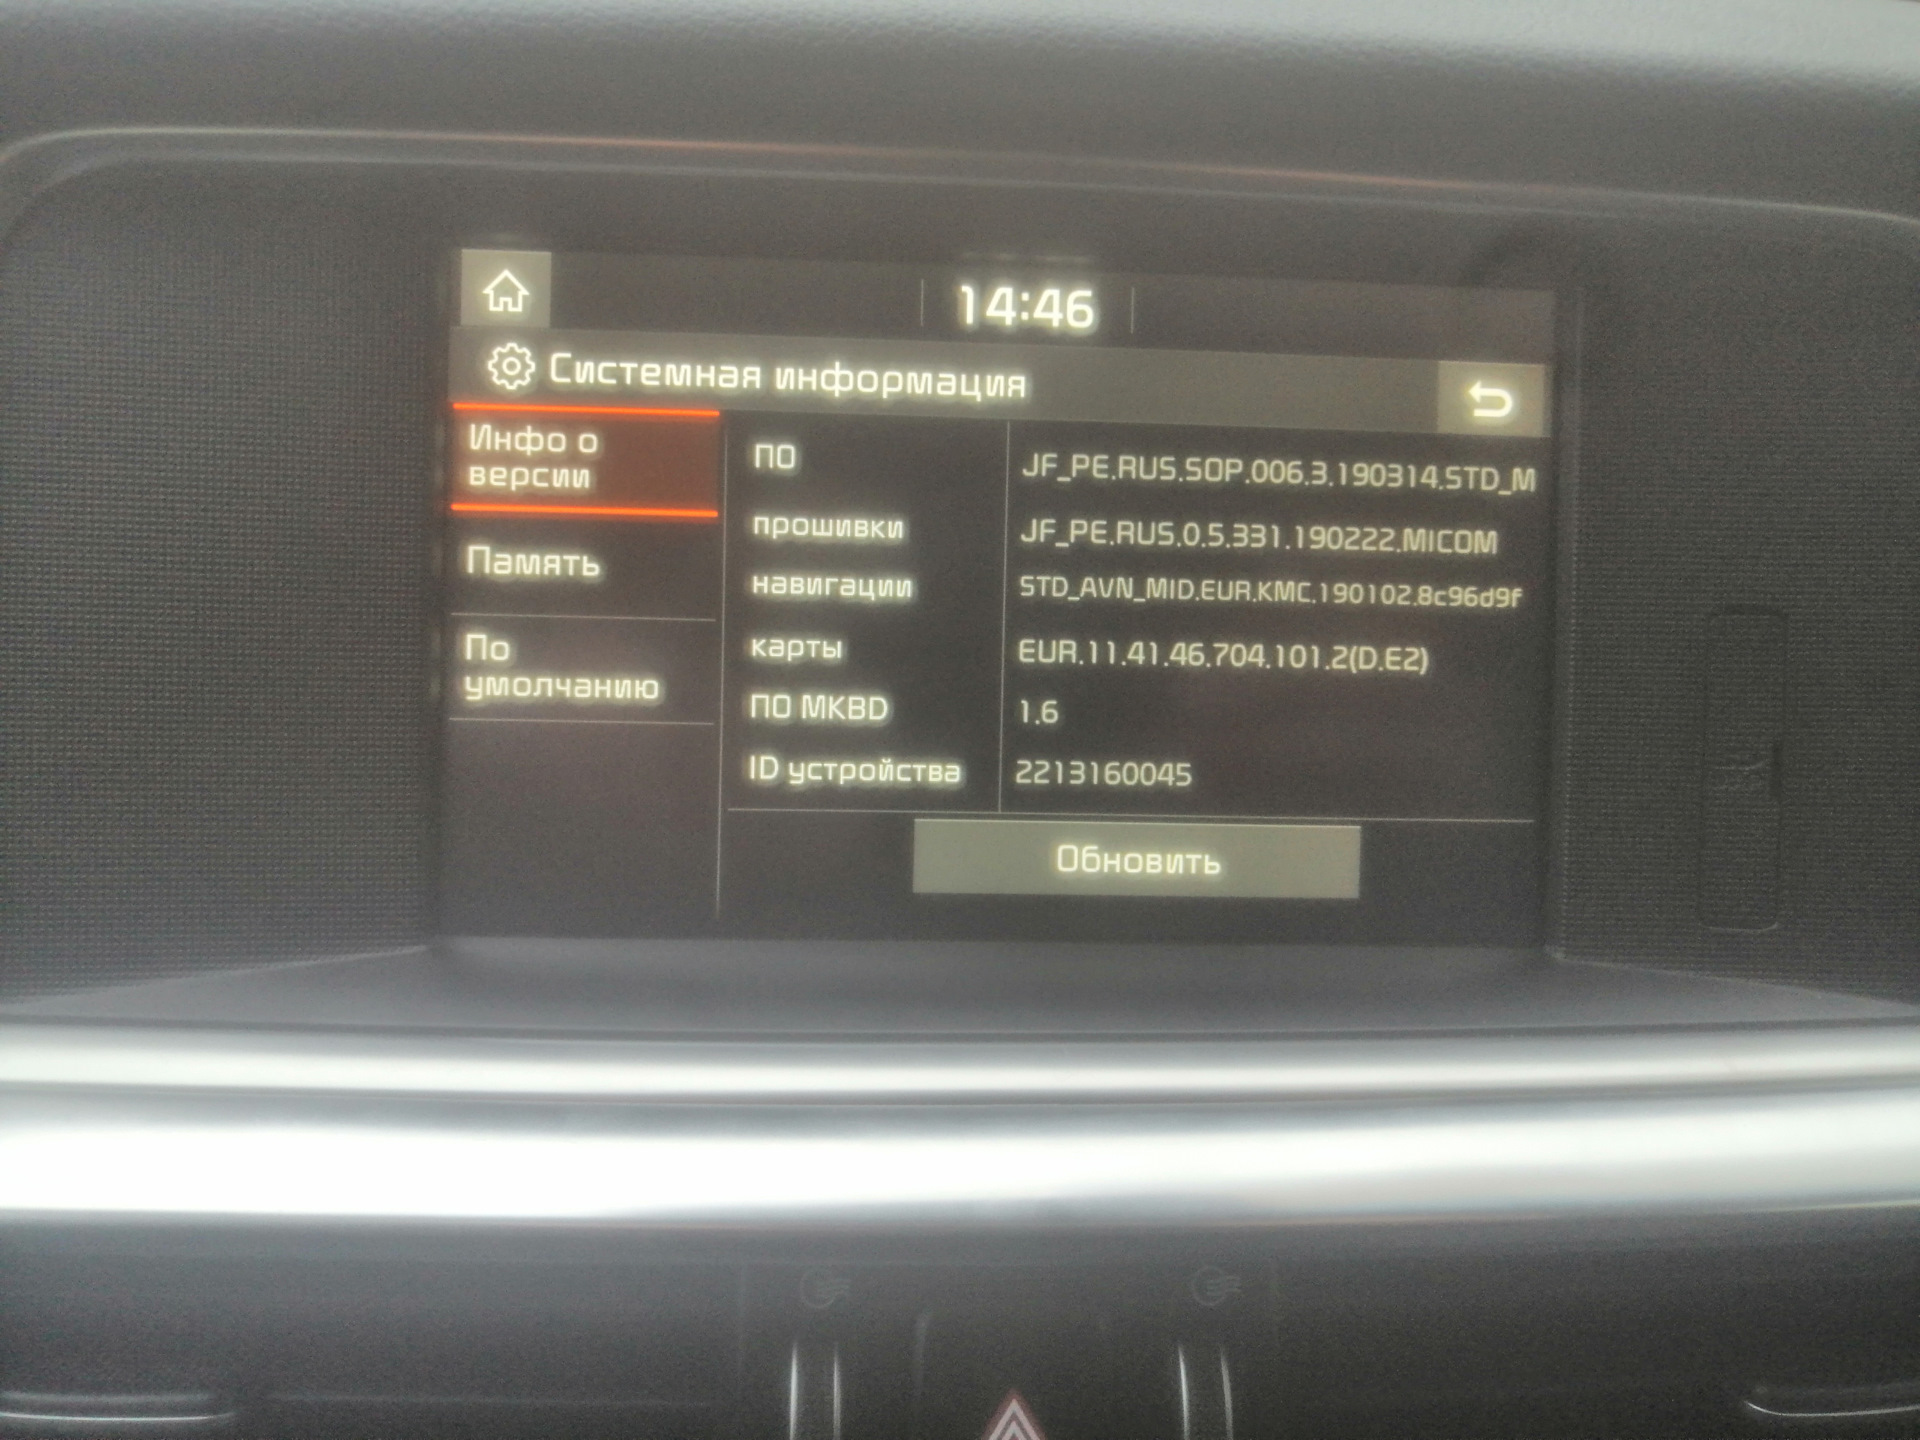 14:46
Системная информация
Инфо о
версии
Память
По
умолчанию
ПО JF_PE.RUS.SOP.006.3.190314.STD_M
прошивки JF_PE.RUS.0.5.331.190222.MICOM
навигации STD_AVN_MID.EUR.KMC.190102.8c96d9f
карты EUR.11.41.46.704.101.2(D.E2)
ПО MKBD 1.6
ID устройства 2213160045
Обновить